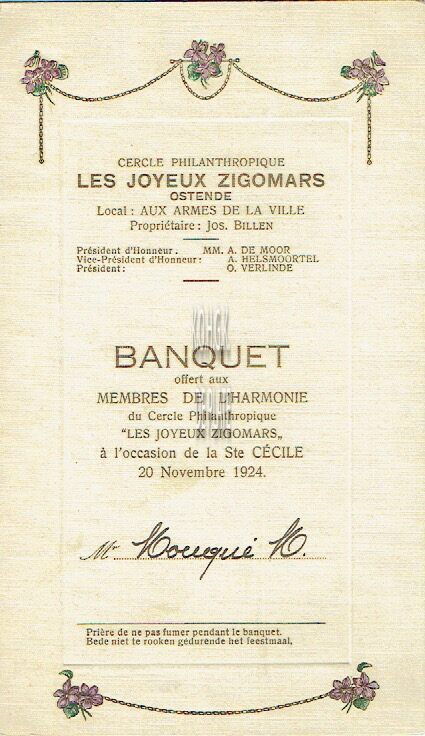 CERCLE PHILANTHROPIQUE
LES JOYEUX ZIGOMARS
OSTENDE
Local : AUX ARMES DE LA VILLE
Propriétaire : JOS. BILLEN
Président d'Honneur. MM. A. DE MOOR
Vice-Président d'Honneur: A. HELSMOORTEL
Président: O. VERLINDE
BANQUET
offert aux
MEMBRES DE L'HARMONIE
du Cercle Philanthropique
"LES JOYEUX ZIGOMARS„
à l'occasion de la Ste CÉCILE
20 Novembre 1924.
Mr Houqué H.
Prière de ne pas fumer pendant le banquet.
Bede niet te rooken gedurende het feestmaal,